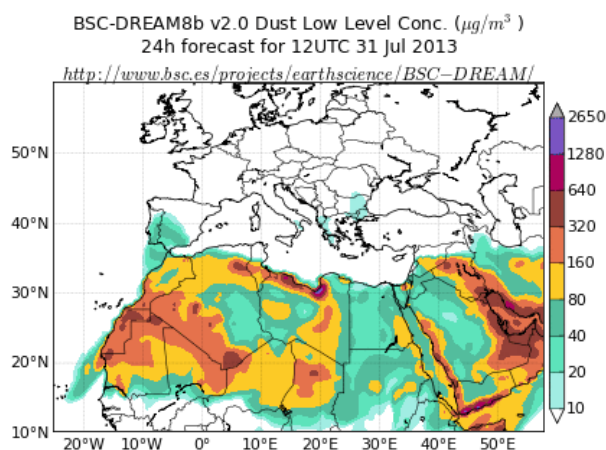 BSC-DREAM8b v2.0 Dust Low Level Conc. (μg/m³ )
24h forecast for 12UTC 31 Jul 2013
http://www.bsc.es/projects/earthscience/BSC−DREAM/
2650
1280
640
320
160
80
40
20
10
50°N
40°N
30°N
20°N
10°N
20°W 10°W 0° 10°E 20°E 30°E 40°E 50°E